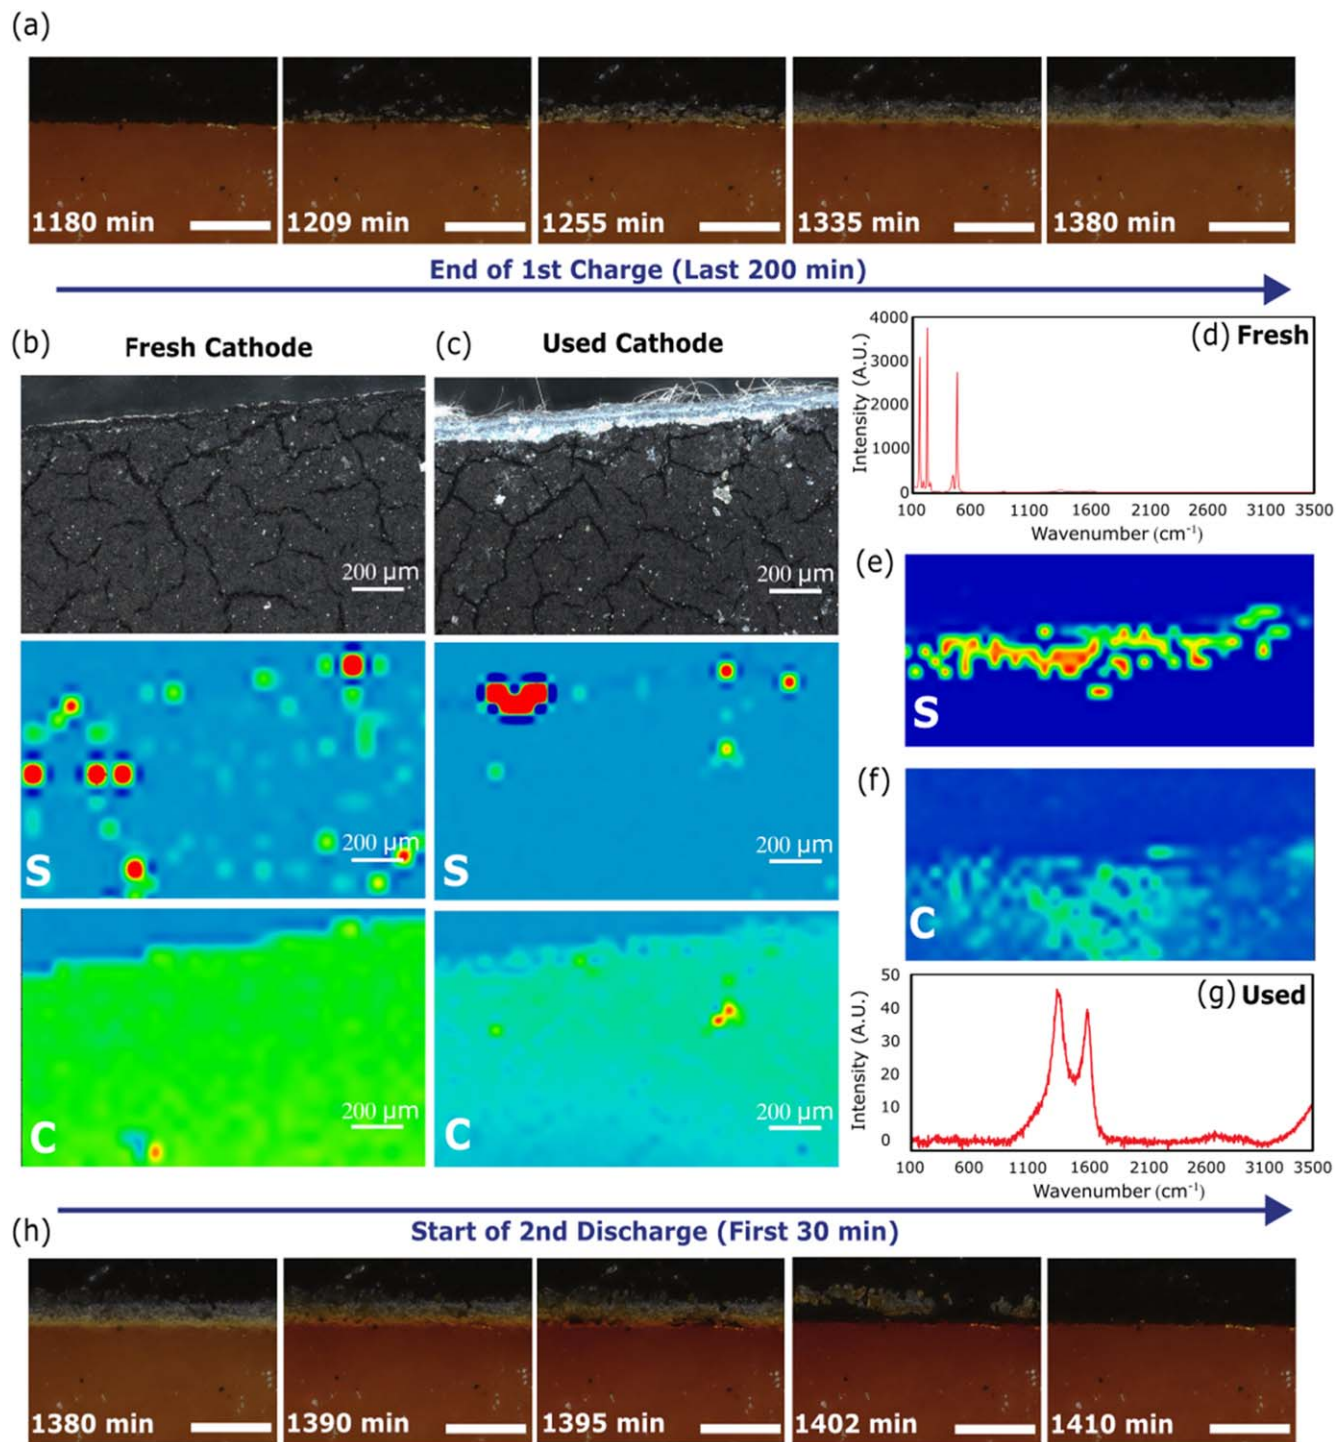 (a)
1180 min
1209 min
1255 min
1335 min
1380 min
End of 1st Charge (Last 200 min)
(b)
Fresh Cathode
200 µm
S
200 µm
C
200 µm
(c)
Used Cathode
200 µm
S
200 µm
C
200 µm
(d) Fresh
Intensity (A.U.)
4000
3000
2000
1000
0
100 600 1100 1600 2100 2600 3100 3500
Wavenumber (cm⁻¹)
(e)
S
(f)
C
(g) Used
Intensity (A.U.)
50
40
30
20
10
0
100 600 1100 1600 2100 2600 3100 3500
Wavenumber (cm⁻¹)
(h)
Start of 2nd Discharge (First 30 min)
1380 min
1390 min
1395 min
1402 min
1410 min